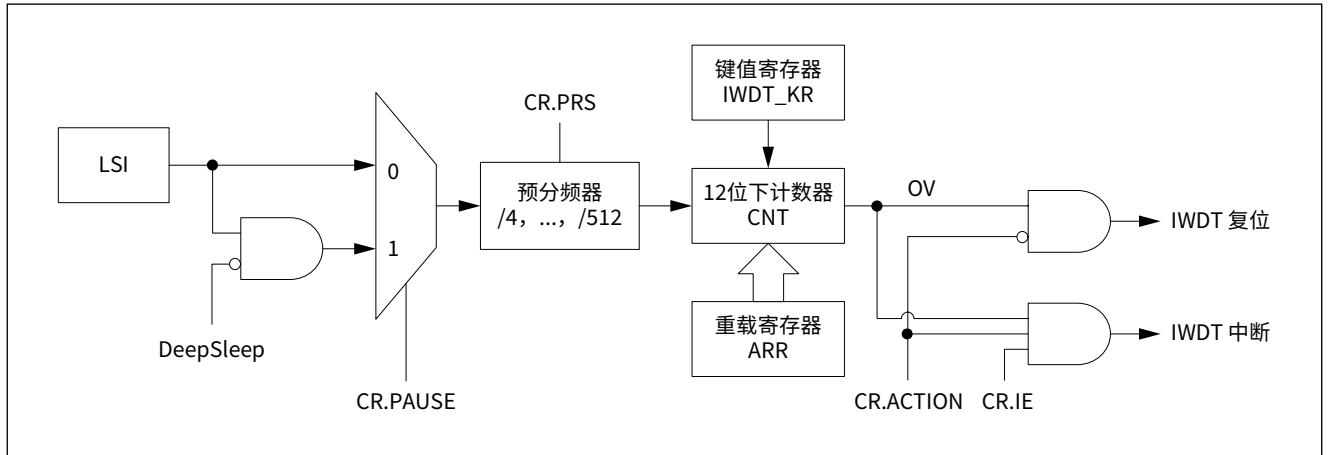 键值寄存器
IWDT_KR
CR.PRS
LSI
0
预分频器
/4，...，/512
12位下计数器
CNT
OV
IWDT 复位
1
DeepSleep
重载寄存器
ARR
IWDT 中断
CR.PAUSE
CR.ACTION
CR.IE